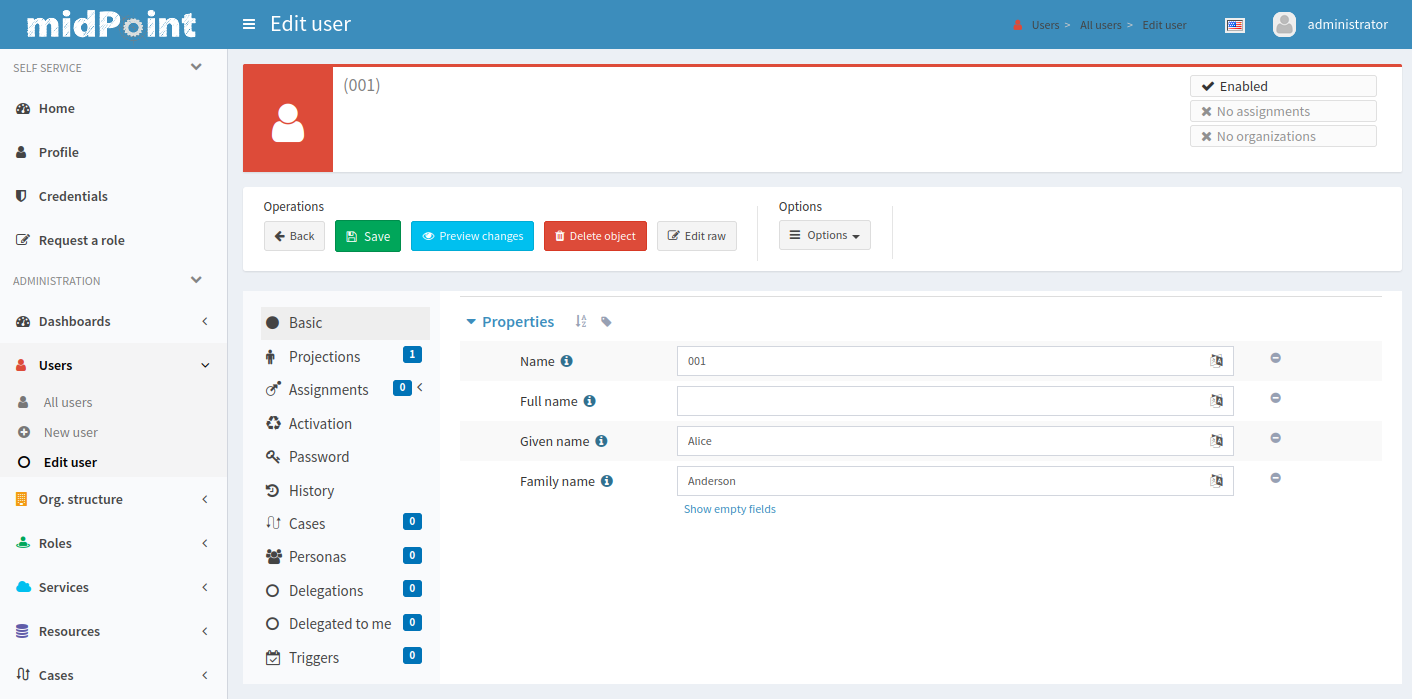 midPoint
Edit user
Users > All users > Edit user
administrator
SELF SERVICE
Home
Profile
Credentials
Request a role
ADMINISTRATION
Dashboards
Users
All users
New user
Edit user
Org. structure
Roles
Services
Resources
Cases
(001)
Enabled
No assignments
No organizations
Operations
Back Save Preview changes Delete object Edit raw
Options
Options
Basic
Projections 1
Assignments 0
Activation
Password
History
Cases 0
Personas 0
Delegations 0
Delegated to me 0
Triggers 0
Properties
Name 001
Full name
Given name Alice
Family name Anderson
Show empty fields